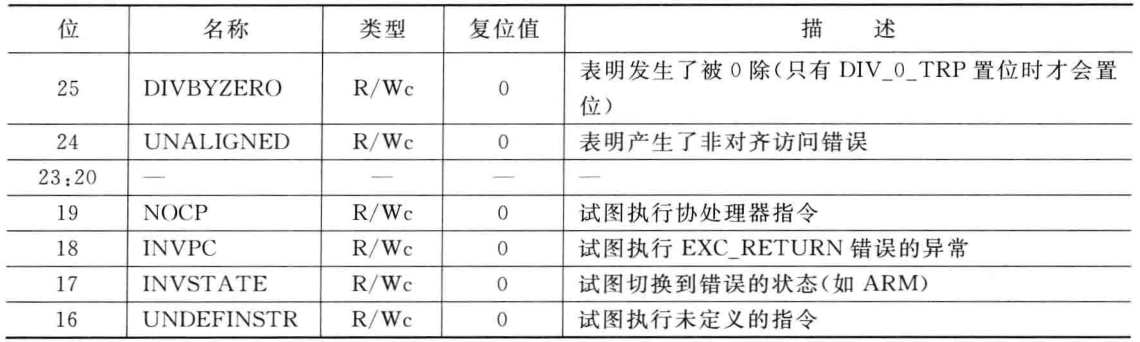 位 名称 类型 复位值 描 述
25 DIVBYZERO R/Wc 0 表明发生了被 0 除(只有 DIV_0_TRP 置位时才会置
位)
24 UNALIGNED R/Wc 0 表明产生了非对齐访问错误
23:20 — — — —
19 NOCP R/Wc 0 试图执行协处理器指令
18 INVPC R/Wc 0 试图执行 EXC_RETURN 错误的异常
17 INVSTATE R/Wc 0 试图切换到错误的状态(如 ARM)
16 UNDEFINSTR R/Wc 0 试图执行未定义的指令